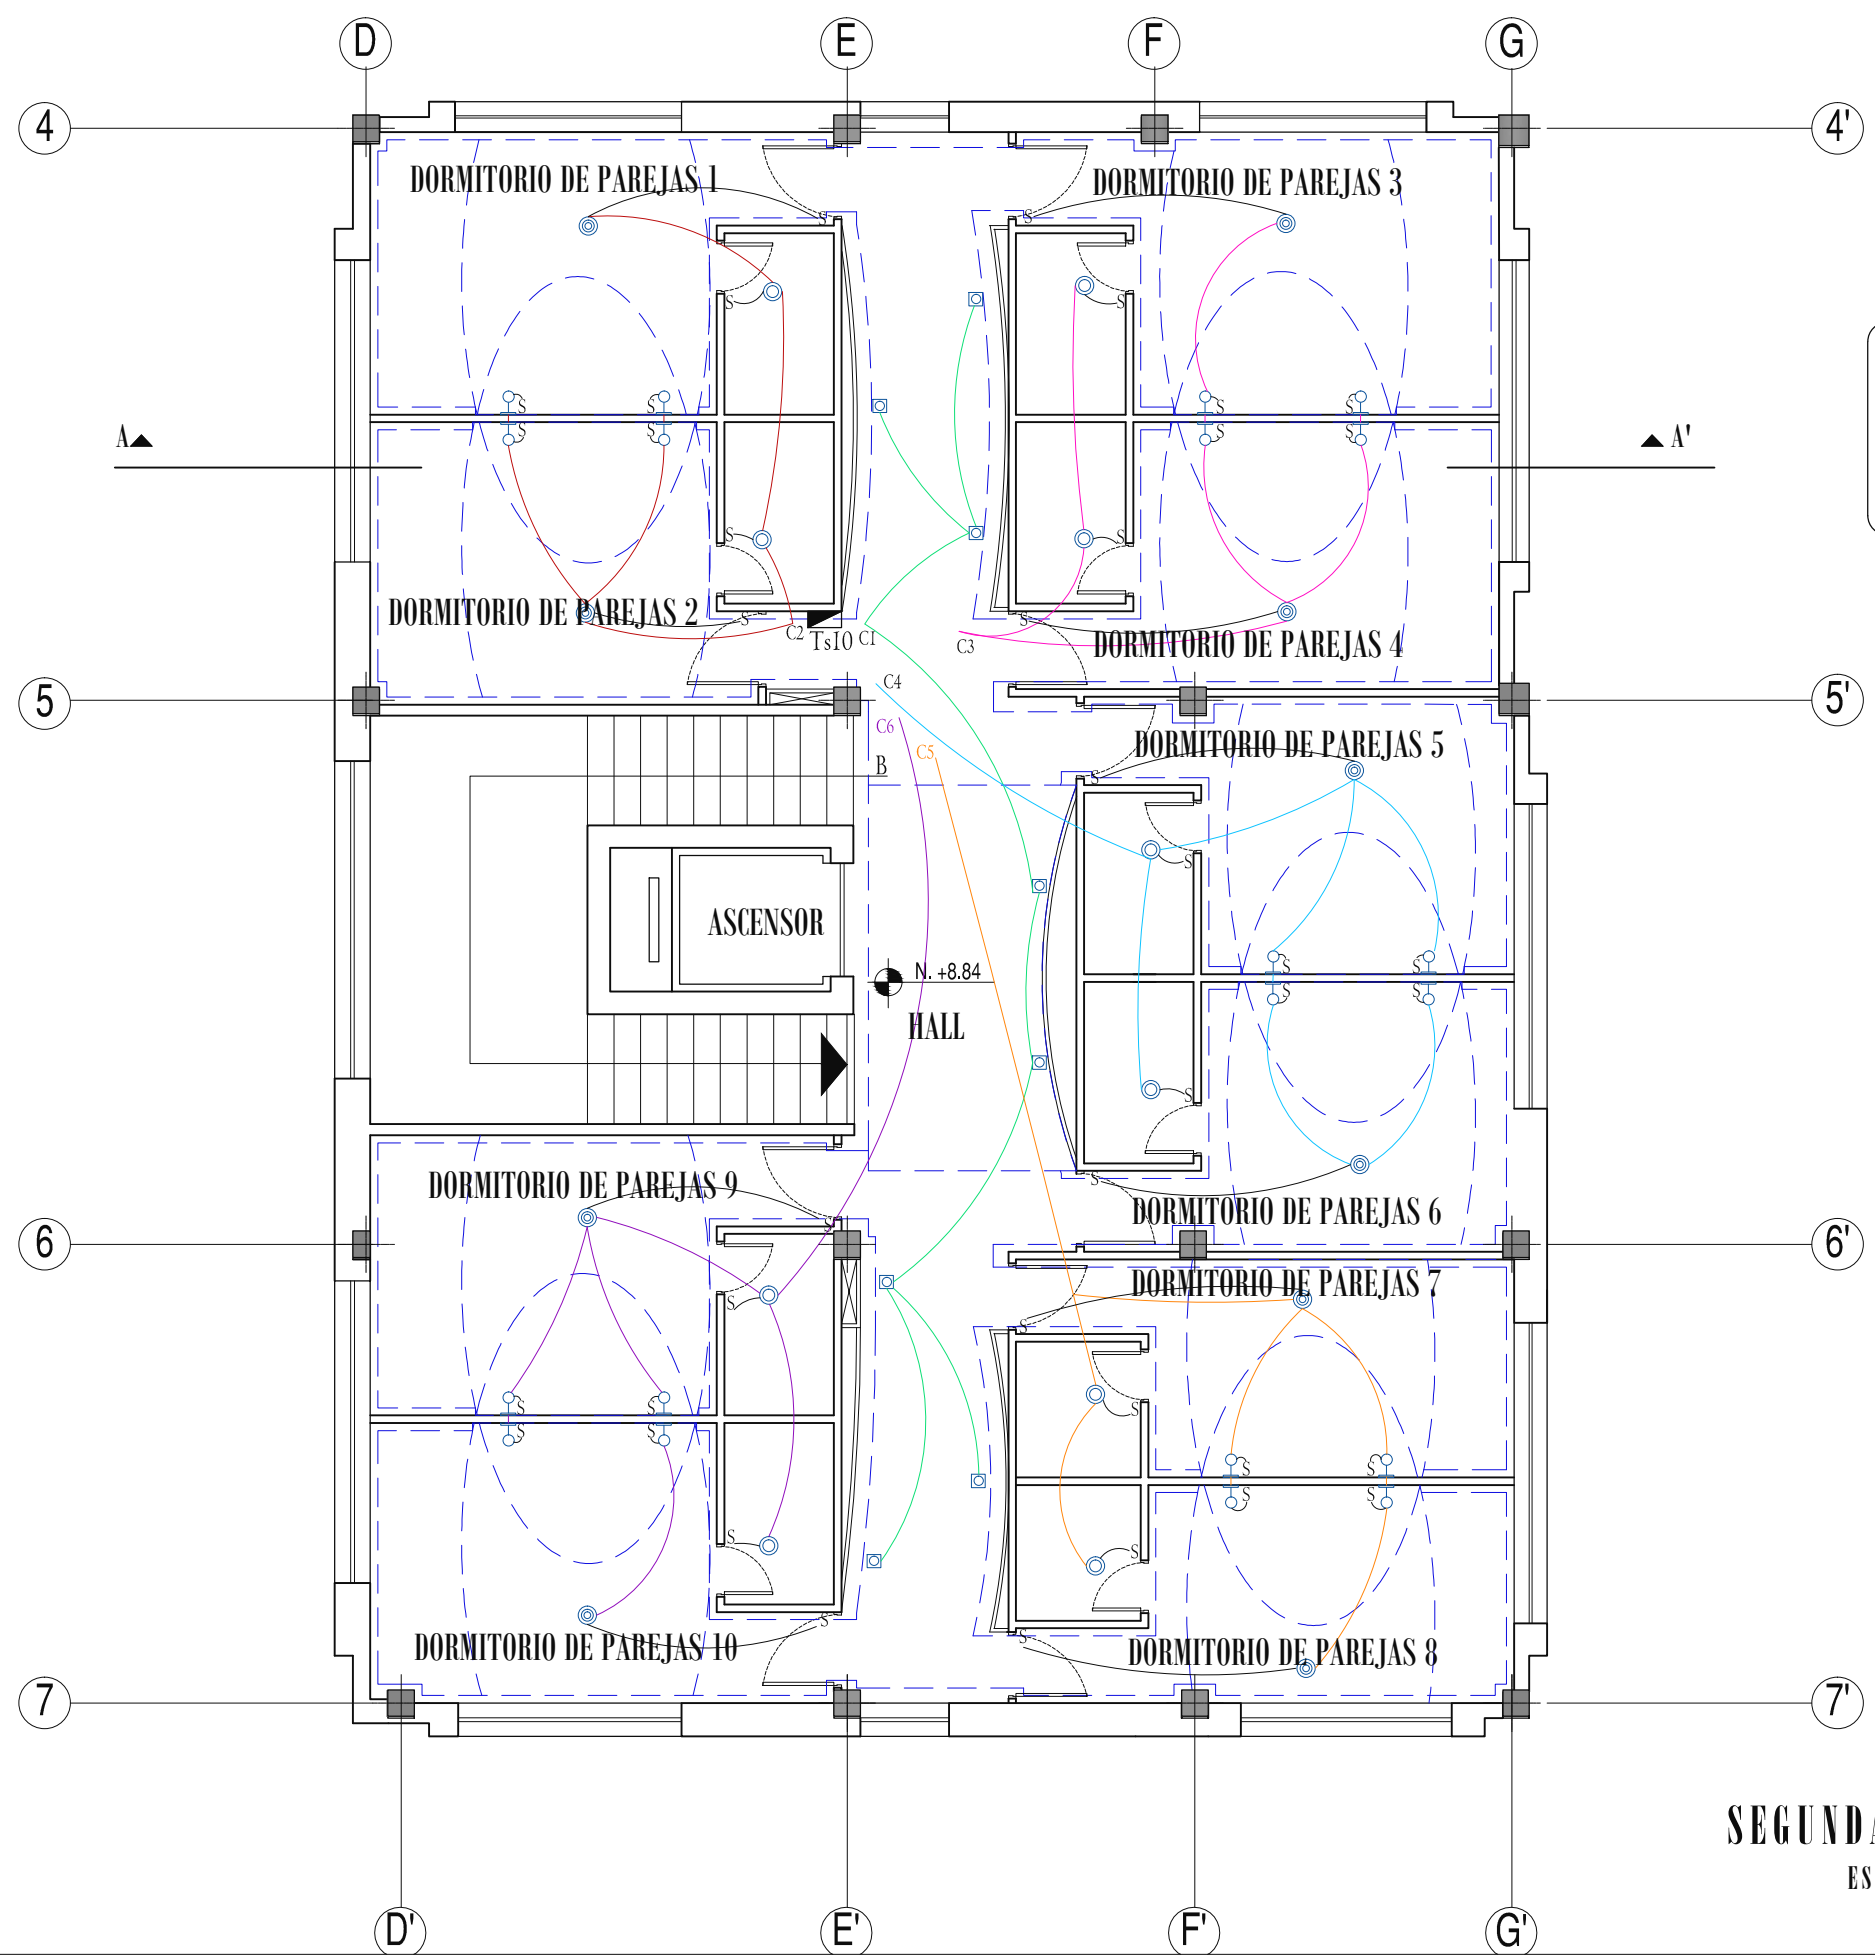 D E F G
4 4'
DORMITORIO DE PAREJAS 1
DORMITORIO DE PAREJAS 3
S S
S S
S S S S
A A'
S S S S
S S
DORMITORIO DE PAREJAS 2
S S
C2 Ts10 C1 C3
DORMITORIO DE PAREJAS 4
5 C4 5'
C6
C5
DORMITORIO DE PAREJAS 5
B
S
S
ASCENSOR
S S
N. +8.84
S S
HALL
S
S
DORMITORIO DE PAREJAS 9
DORMITORIO DE PAREJAS 6
S
6 6'
DORMITORIO DE PAREJAS 7
S
S
S S S
S S
S S
S S
S S
S S
DORMITORIO DE PAREJAS 10
DORMITORIO DE PAREJAS 8
7 7'
SEGUNDA
ES
D' E' F' G'